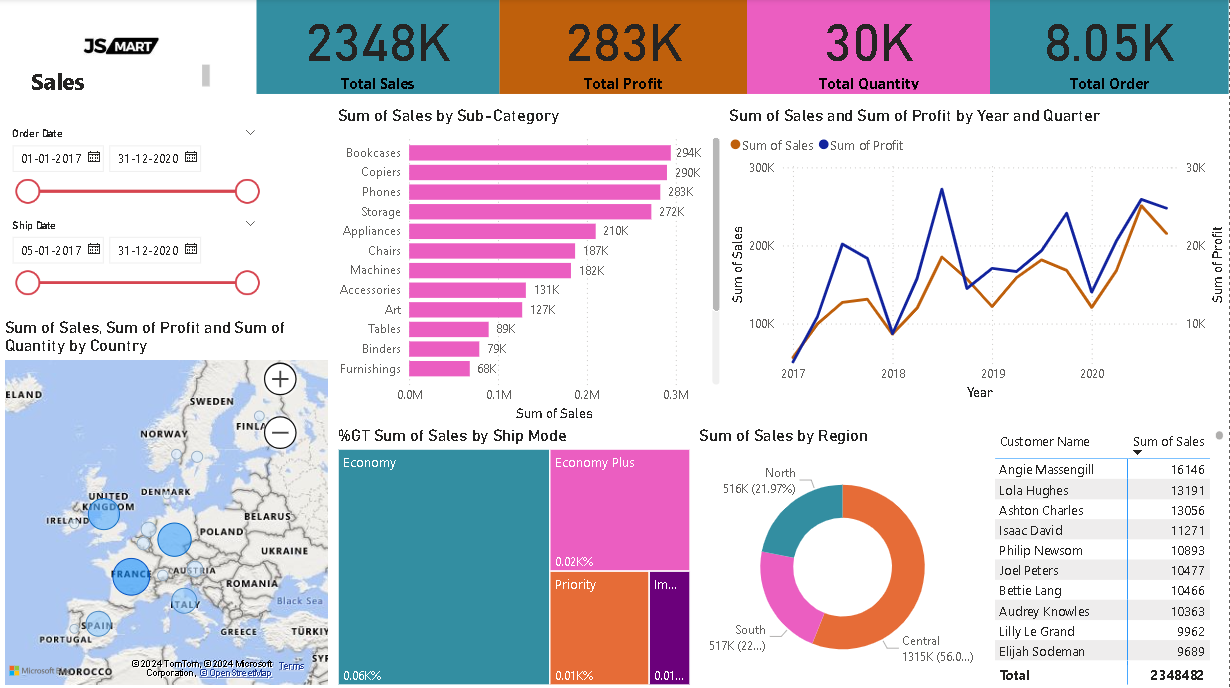 JS MART
Sales
2348K
Total Sales
283K
Total Profit
30K
Total Quantity
8.05K
Total Order
Order Date
01-01-2017
31-12-2020
Ship Date
05-01-2017
31-12-2020
Sum of Sales, Sum of Profit and Sum of
Quantity by Country
ELAND
SWEDEN
FINLA
NORWAY
UNITED
KINGDOM
DENMARK
IRELAND
BELARUS
POLAND
UKRAINE
FRANCE
AUSTRIA
ROMANIA
ITALY
Black Sea
SPAIN
PORTUGAL
GREECE
TÜRKİY
SYR
MOROCCO
Microsoft
©2024 TomTom, ©2024 Microsoft
Corporation, © OpenStreetMap
Terms
Sum of Sales by Sub-Category
Bookcases 294K
Copiers 290K
Phones 283K
Storage 272K
Appliances 210K
Chairs 187K
Machines 182K
Accessories 131K
Art 127K
Tables 89K
Binders 79K
Furnishings 68K
0.0M 0.1M 0.2M 0.3M
Sum of Sales
Sum of Sales and Sum of Profit by Year and Quarter
Sum of Sales Sum of Profit
300K
200K
100K
Sum of Sales
30K
20K
10K
Sum of Profit
2017 2018 2019 2020
Year
%GT Sum of Sales by Ship Mode
Economy
0.06K%
Economy Plus
0.02K%
Priority
0.01K%
Im...
0.01...
Sum of Sales by Region
North
516K (21.97%)
South
517K (22...)
Central
1315K (56.0...)
Customer Name Sum of Sales
Angie Massengill 16146
Lola Hughes 13191
Ashton Charles 13056
Isaac David 11271
Philip Newsom 10893
Joel Peters 10477
Bettie Lang 10466
Audrey Knowles 10363
Lilly Le Grand 9962
Elijah Sodeman 9689
Total 2348482